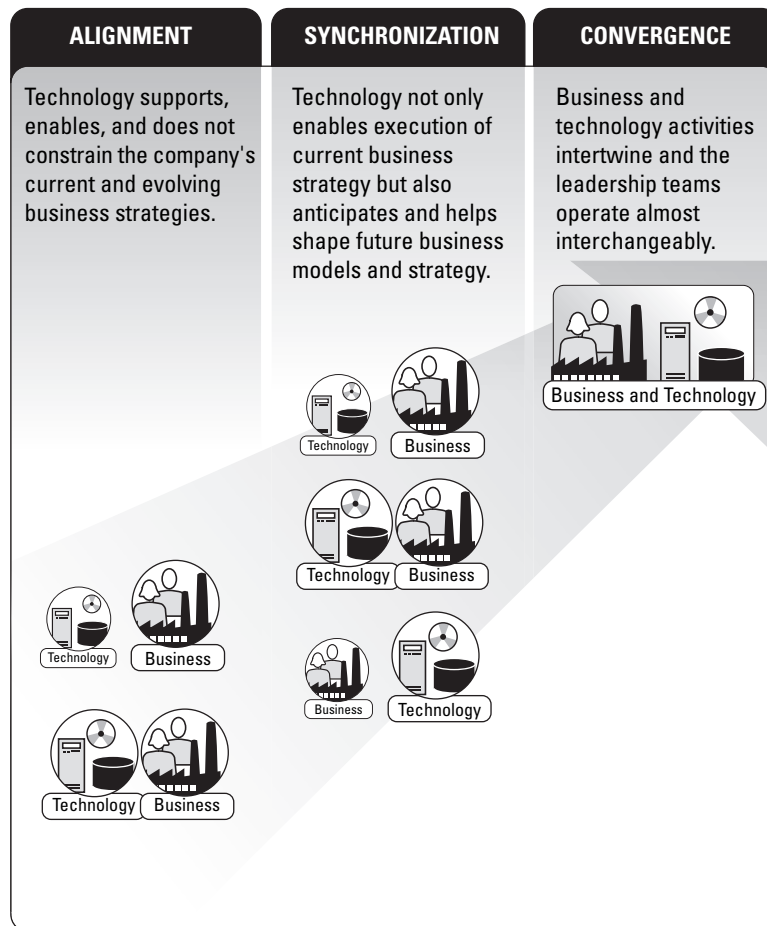 ALIGNMENT
Technology supports,
enables, and does not
constrain the company's
current and evolving
business strategies.
Technology
Business
Technology
Business
SYNCHRONIZATION
Technology not only
enables execution of
current business
strategy but also
anticipates and helps
shape future business
models and strategy.
Technology
Business
Technology
Business
Business
Technology
CONVERGENCE
Business and
technology activities
intertwine and the
leadership teams
operate almost
interchangeably.
Business and Technology